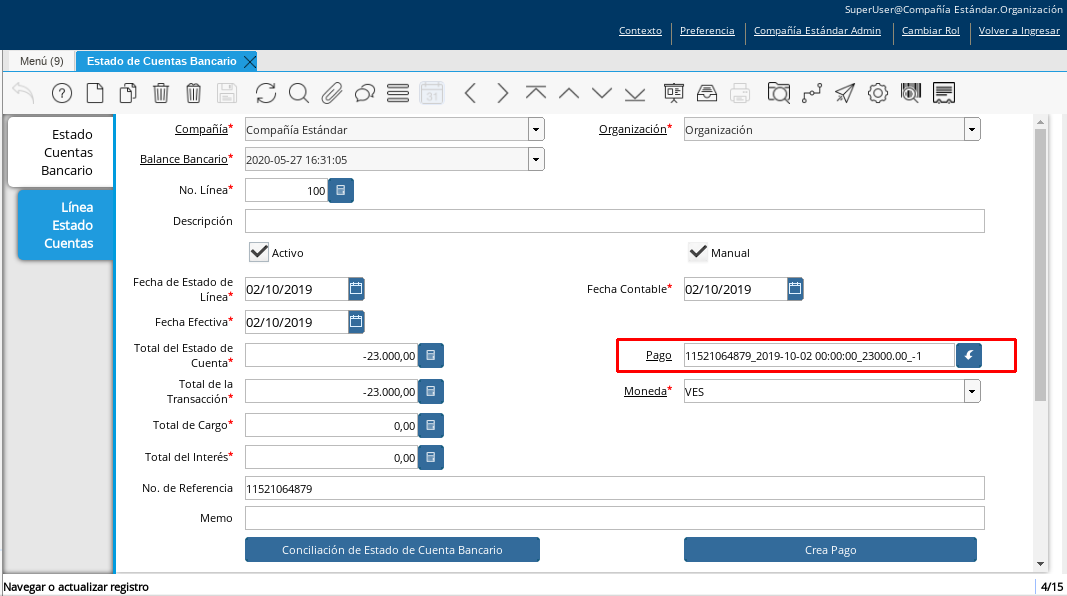 SuperUser@Compañía Estándar.Organización
Contexto Preferencia Compañía Estándar Admin Cambiar Rol Volver a Ingresar
Menú (9) Estado de Cuentas Bancario
31
Estado
Cuentas
Bancario
Línea
Estado
Cuentas
Compañía* Compañía Estándar Organización* Organización
Balance Bancario* 2020-05-27 16:31:05
No. Línea* 100
Descripción
Activo Manual
Fecha de Estado de
Línea* 02/10/2019 Fecha Contable* 02/10/2019
Fecha Efectiva* 02/10/2019
Total del Estado de
Cuenta* -23.000,00 Pago 11521064879_2019-10-02 00:00:00_23000.00_-1
Total de la
Transacción* -23.000,00 Moneda* VES
Total de Cargo* 0,00
Total del Interés* 0,00
No. de Referencia 11521064879
Memo
Conciliación de Estado de Cuenta Bancario Crea Pago
Navegar o actualizar registro 4/15